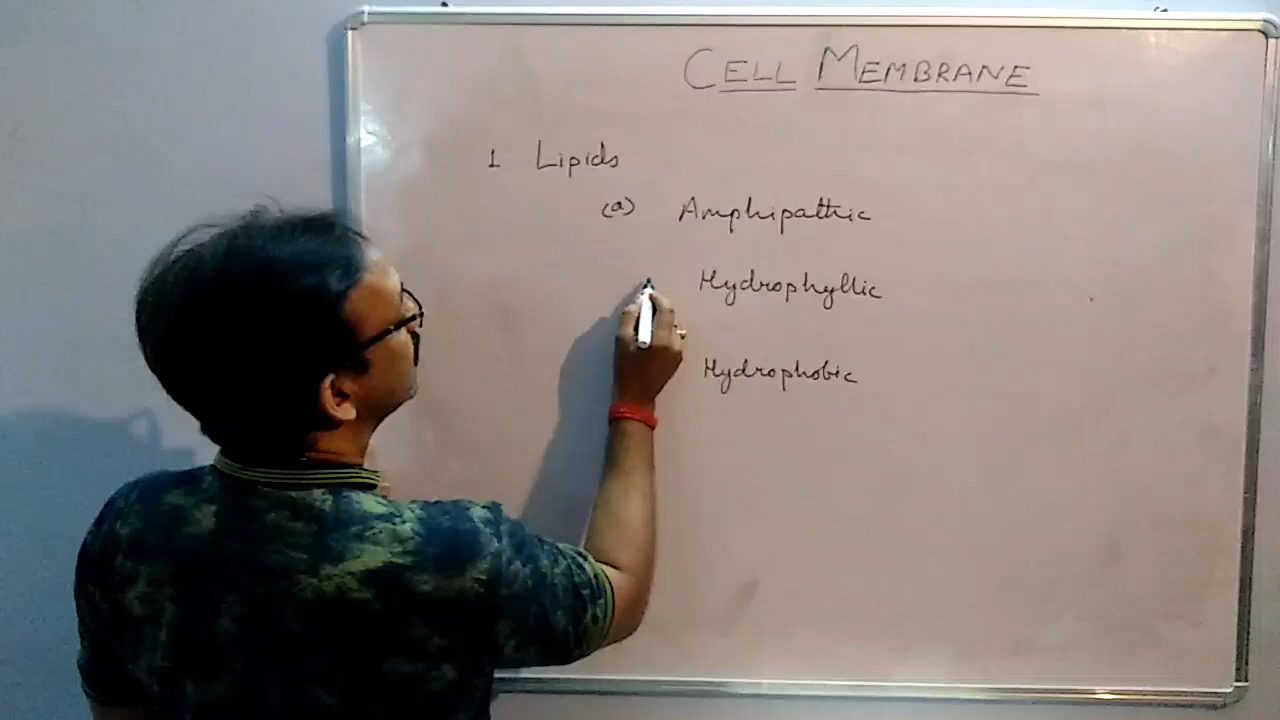 CELL MEMBRANE
1 Lipids
(a) Amphipathic
Hydrophyllic
Hydrophobic